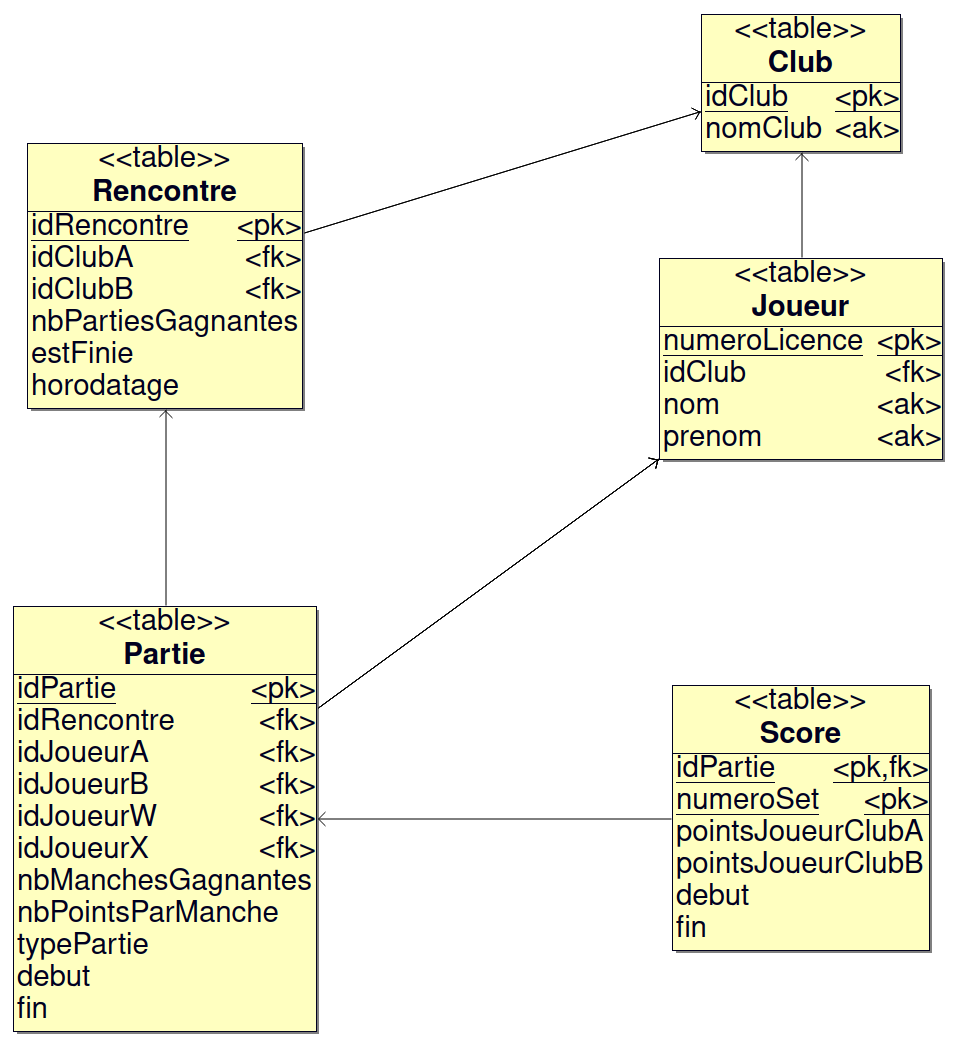 <<table>>
Club
idClub <pk>
nomClub <ak>
<<table>>
Rencontre
idRencontre <pk>
idClubA <fk>
idClubB <fk>
nbPartiesGagnantes
estFinie
horodatage
<<table>>
Joueur
numeroLicence <pk>
idClub <fk>
nom <ak>
prenom <ak>
<<table>>
Partie
idPartie <pk>
idRencontre <fk>
idJoueurA <fk>
idJoueurB <fk>
idJoueurW <fk>
idJoueurX <fk>
nbManchesGagnantes
nbPointsParManche
typePartie
debut
fin
<<table>>
Score
idPartie <pk,fk>
numeroSet <pk>
pointsJoueurClubA
pointsJoueurClubB
debut
fin